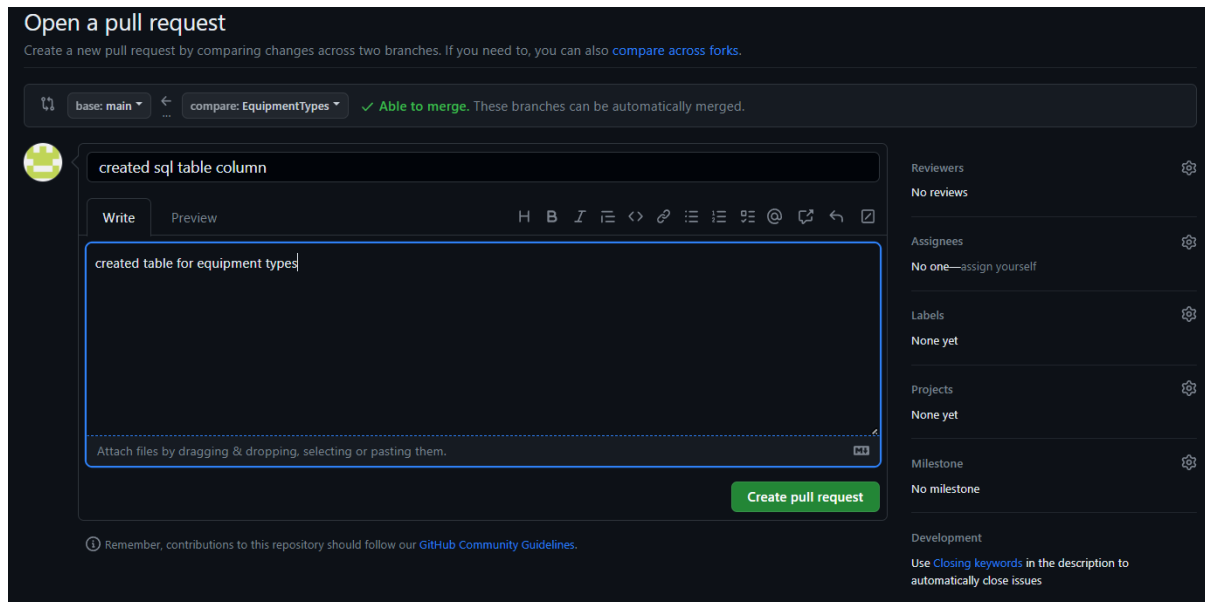 Open a pull request
Create a new pull request by comparing changes across two branches. If you need to, you can also compare across forks.
base: main
...
compare: EquipmentTypes
Able to merge. These branches can be automatically merged.
created sql table column
Write Preview
created table for equipment types
Attach files by dragging & dropping, selecting or pasting them.
Create pull request
Remember, contributions to this repository should follow our GitHub Community Guidelines.
Reviewers
No reviews
Assignees
No one—assign yourself
Labels
None yet
Projects
None yet
Milestone
No milestone
Development
Use Closing keywords in the description to
automatically close issues